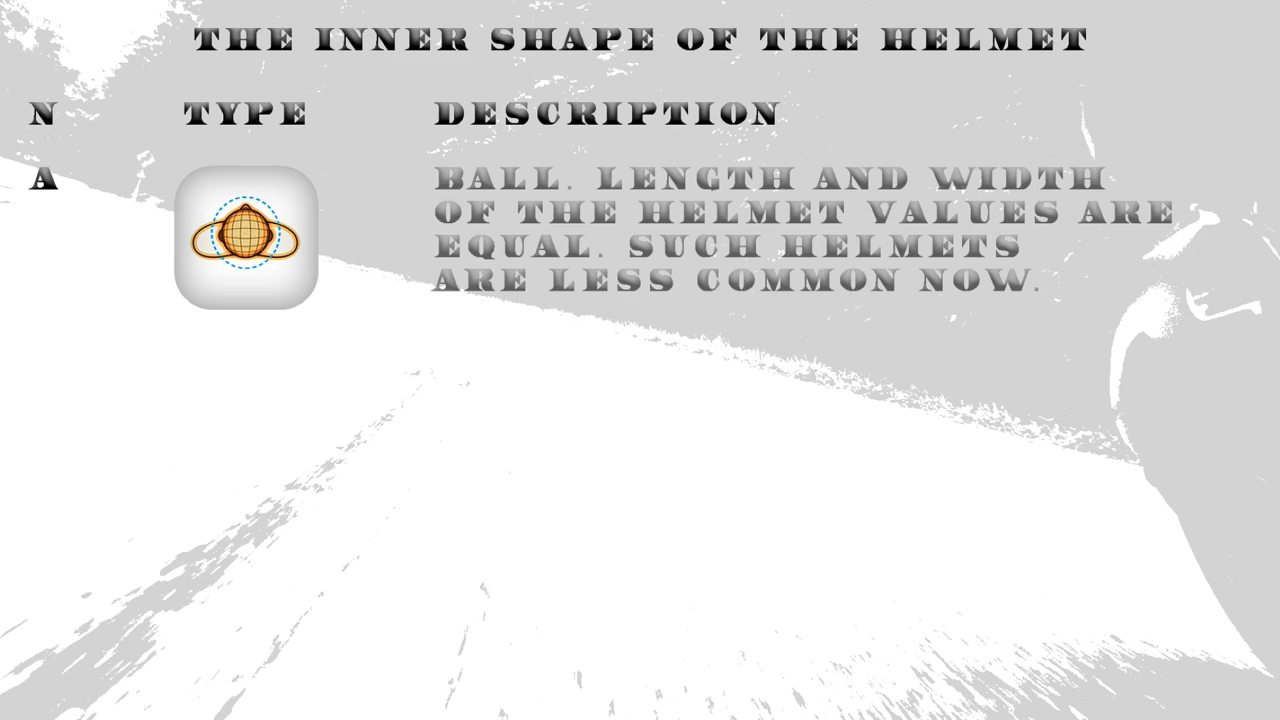 THE INNER SHAPE OF THE HELMET
N TYPE DESCRIPTION
A BALL. LENGTH AND WIDTH
OF THE HELMET VALUES ARE
EQUAL. SUCH HELMETS
ARE LESS COMMON NOW.